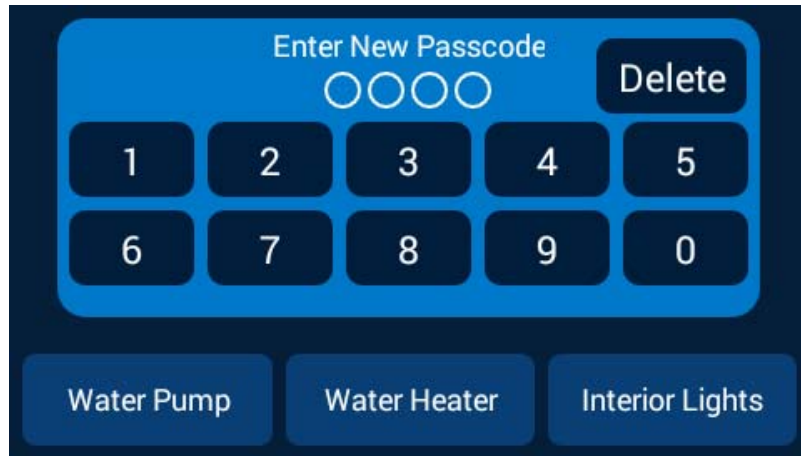 Enter New Passcode
Delete
1 2 3 4 5
6 7 8 9 0
Water Pump Water Heater Interior Lights